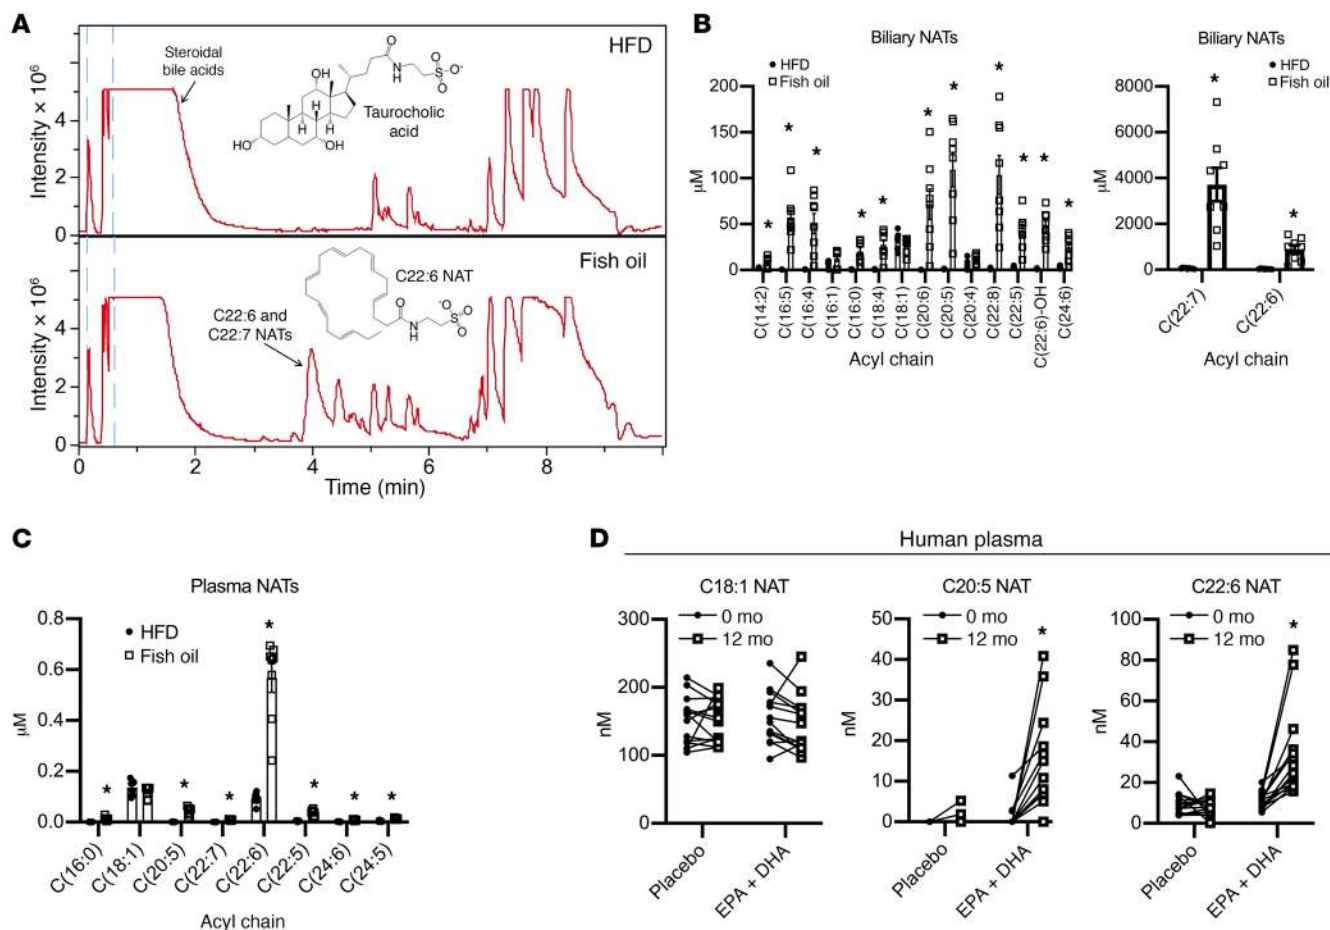 A
HFD
Steroidal
bile acids
Taurocholic
acid
OH
HO
OH
O
N
H
O
S
O⁻
O
Intensity × 10⁶
4
2
0
Fish oil
C22:6 NAT
C22:6 and
C22:7 NATs
O
N
H
⁻O
S
O
O
Intensity × 10⁶
4
2
0
0 2 4 6 8
Time (min)
B
Biliary NATs
HFD
Fish oil
µM
200
150
100
50
0
* * * * * * * * * * *
C(14:2) C(16:5) C(16:4) C(16:1) C(16:0) C(18:4) C(18:1) C(20:6) C(20:5) C(20:4) C(22:8) C(22:5) C(22:6)-OH C(24:6)
Acyl chain
Biliary NATs
HFD
Fish oil
µM
8000
6000
4000
2000
0
* *
C(22:7) C(22:6)
Acyl chain
C
Plasma NATs
HFD
Fish oil
µM
0.8
0.6
0.4
0.2
0.0
* * * * * * *
C(16:0) C(18:1) C(20:5) C(22:7) C(22:6) C(22:5) C(24:6) C(24:5)
Acyl chain
D
Human plasma
C18:1 NAT
0 mo
12 mo
nM
300
200
100
0
Placebo EPA + DHA
C20:5 NAT
0 mo
12 mo
*
nM
50
40
30
20
10
0
Placebo EPA + DHA
C22:6 NAT
0 mo
12 mo
*
nM
100
80
60
40
20
0
Placebo EPA + DHA